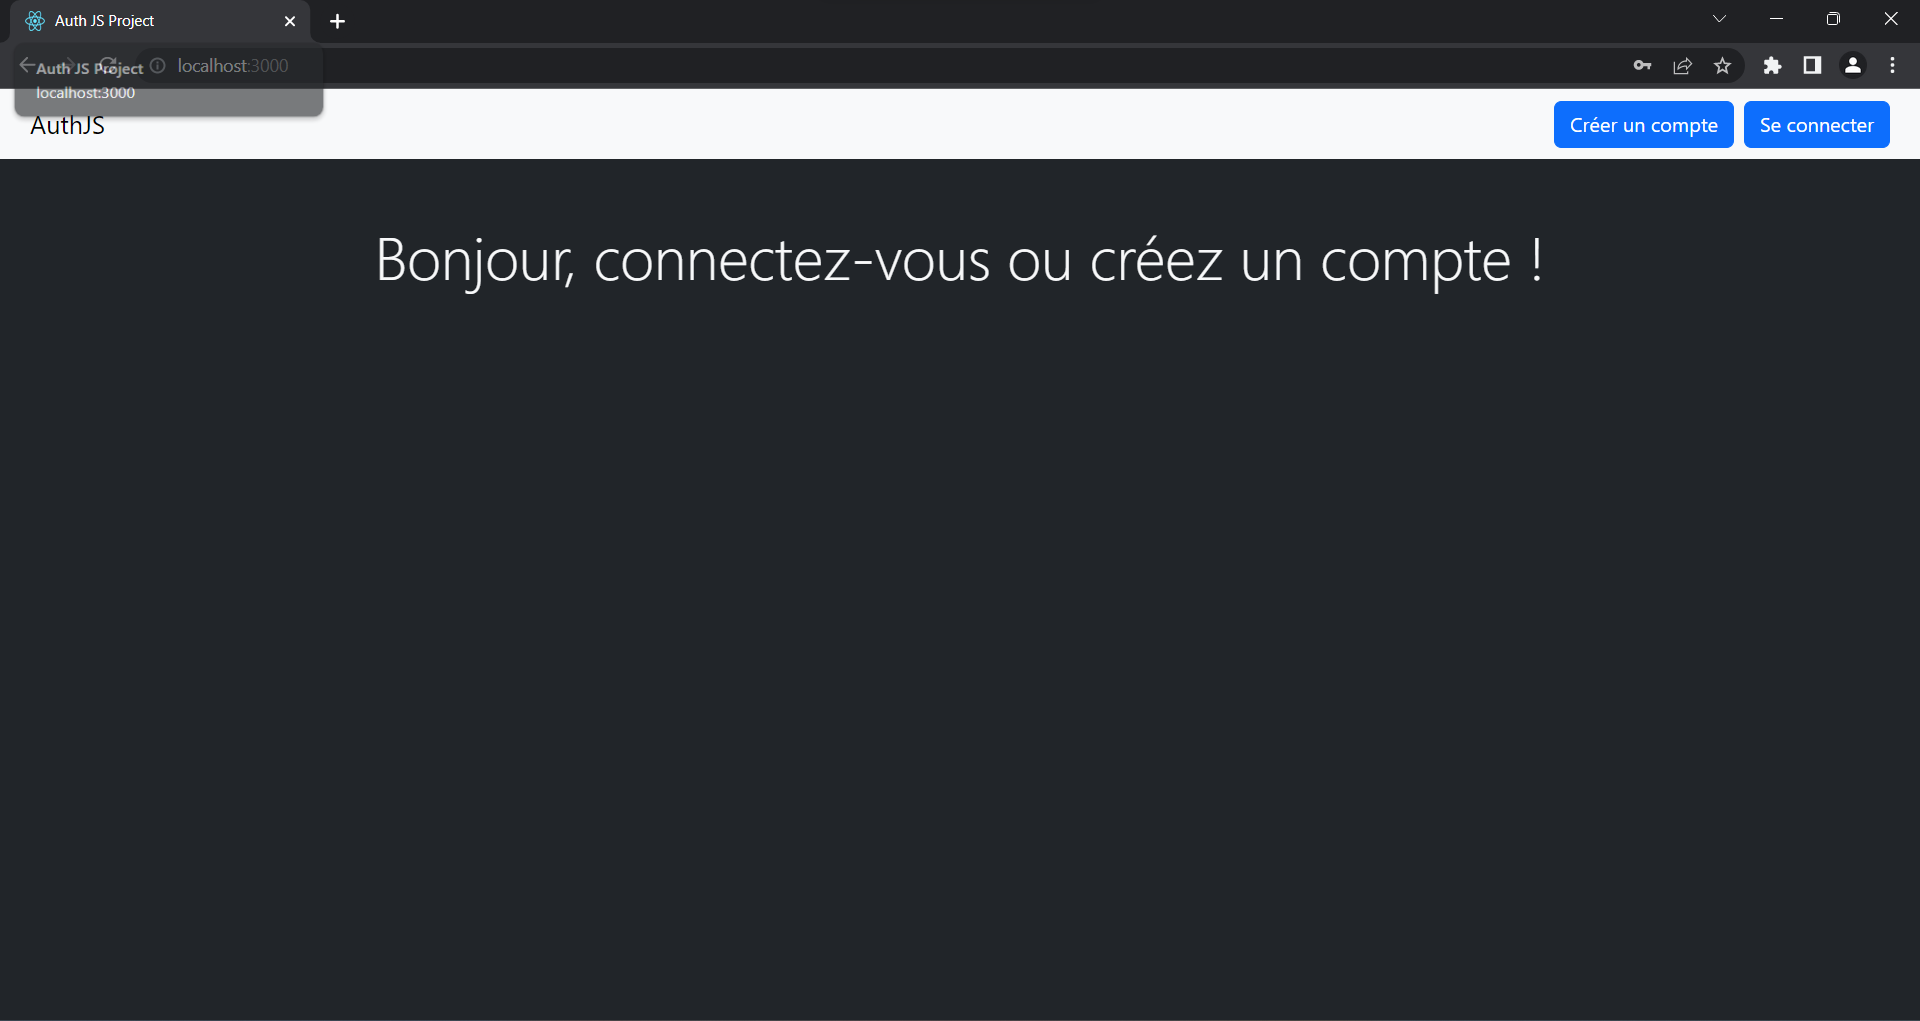 Auth JS Project
localhost:3000
Auth JS Project
localhost:3000
AuthJS
Créer un compte
Se connecter
Bonjour, connectez-vous ou créez un compte !